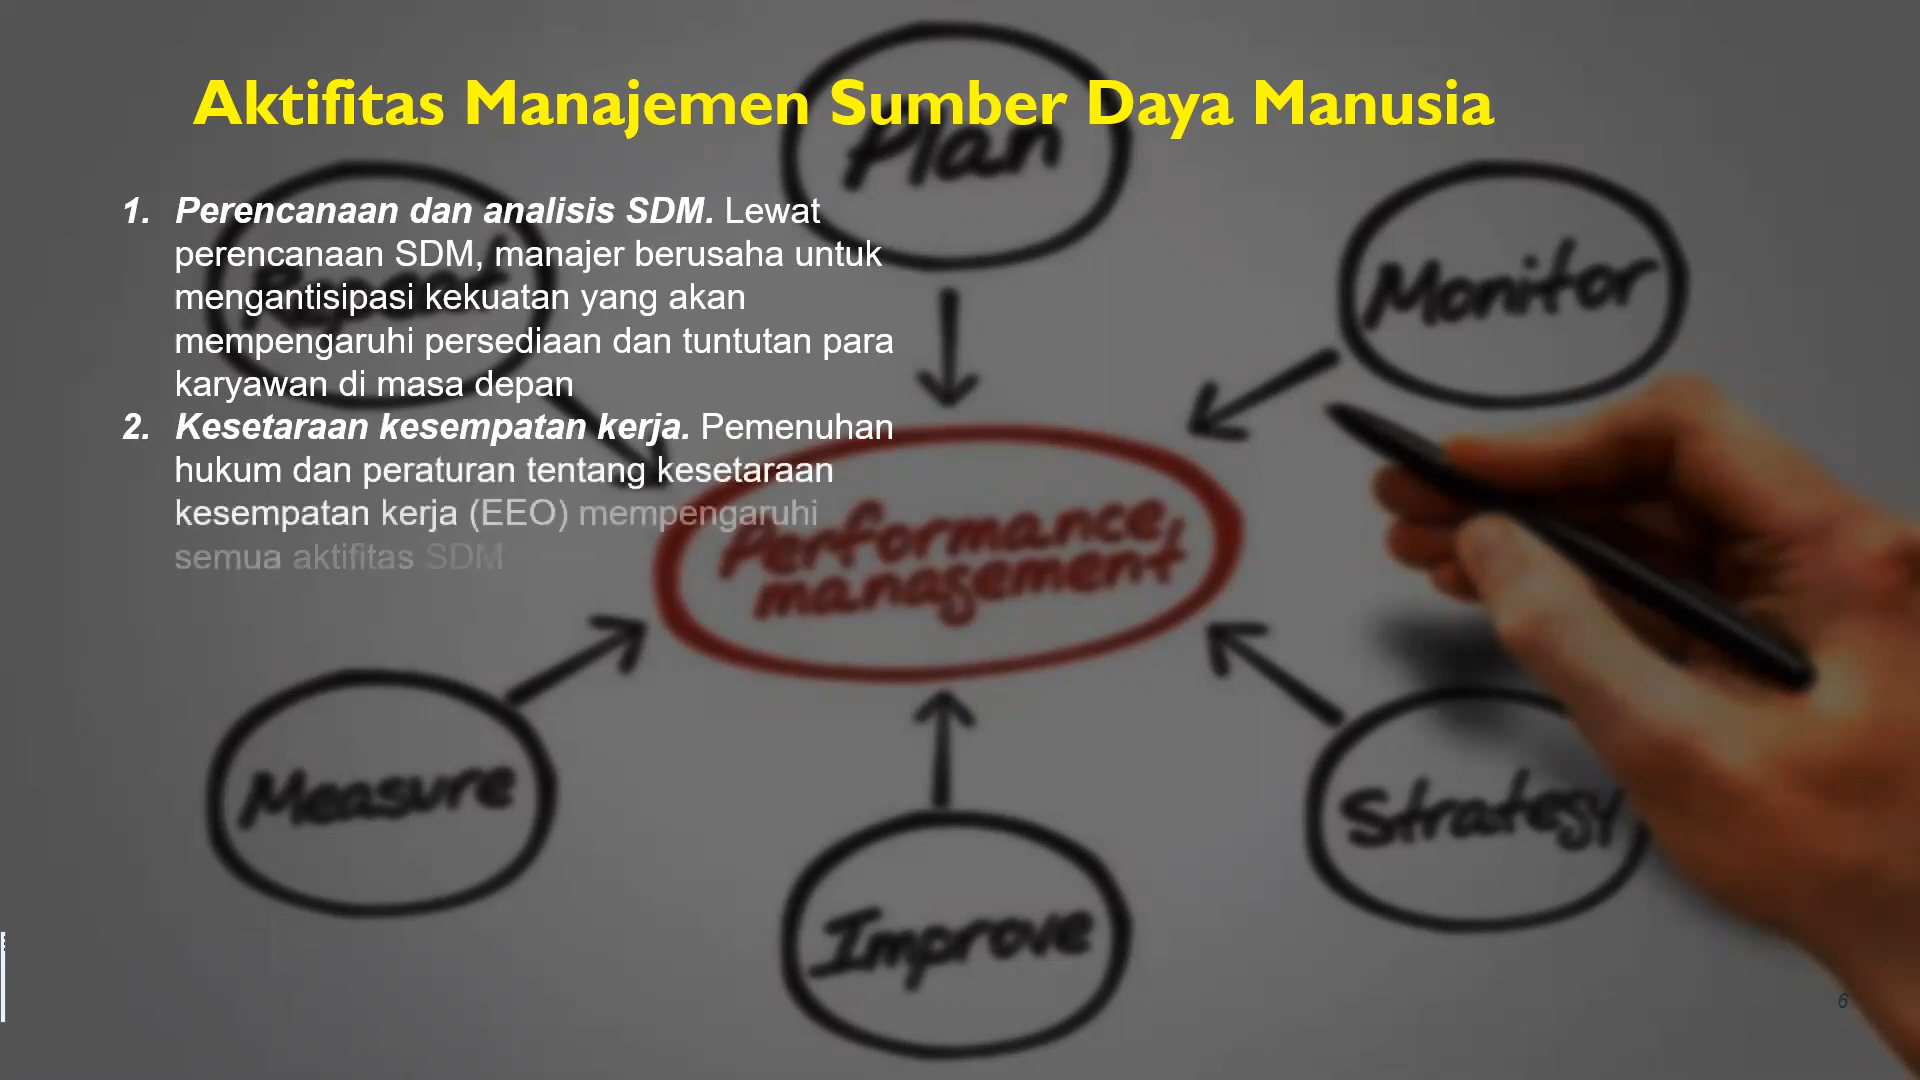 Aktifitas Manajemen Sumber Daya Manusia
1. Perencanaan dan analisis SDM. Lewat
perencanaan SDM, manajer berusaha untuk
mengantisipasi kekuatan yang akan
mempengaruhi persediaan dan tuntutan para
karyawan di masa depan
2. Kesetaraan kesempatan kerja. Pemenuhan
hukum dan peraturan tentang kesetaraan
kesempatan kerja (EEO) mempengaruhi
semua aktifitas SDM
Plan
Monitor
Performance
management
Measure
Strategy
Improve
6